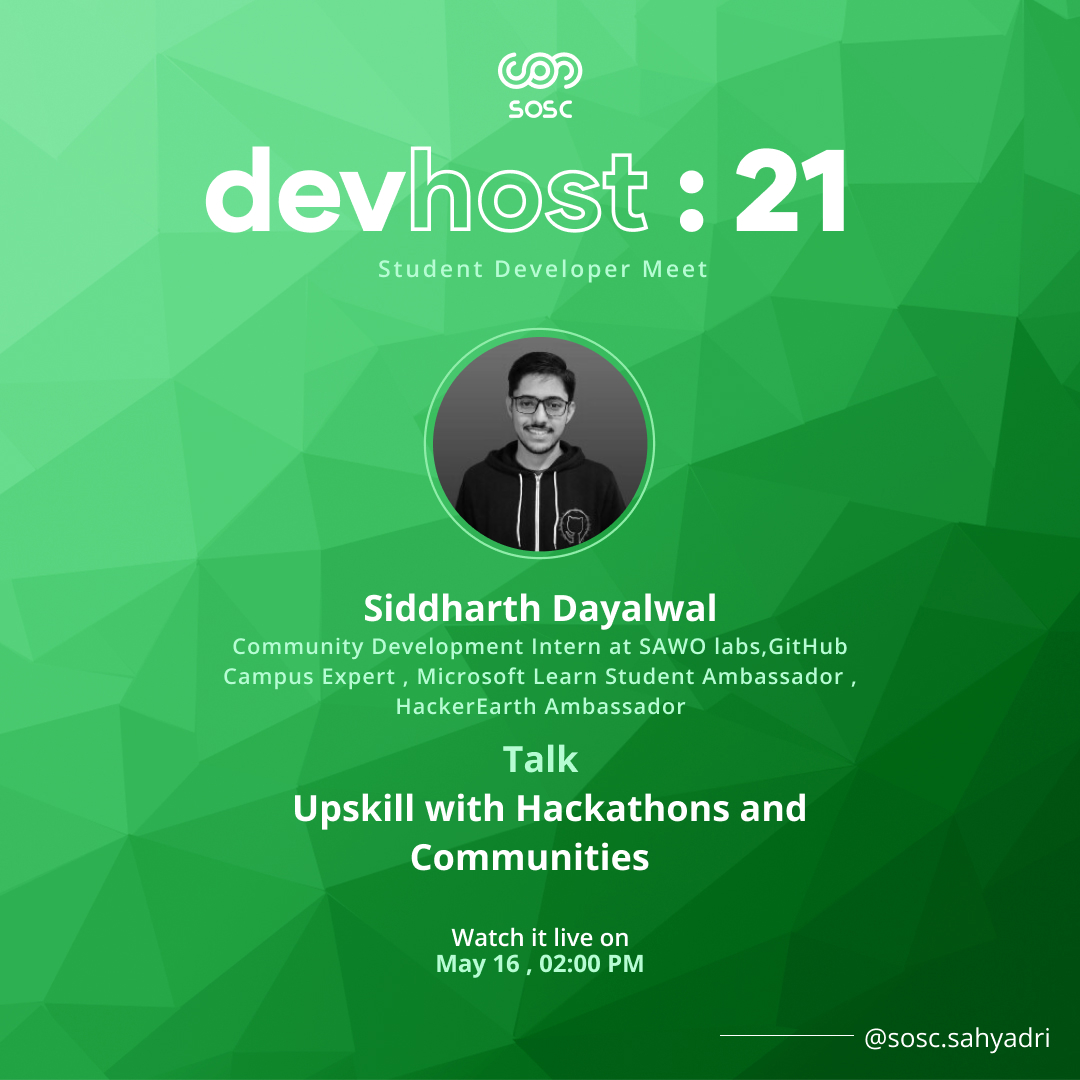 SOSC
devhost : 21
Student Developer Meet
Siddharth Dayalwal
Community Development Intern at SAWO labs,GitHub
Campus Expert , Microsoft Learn Student Ambassador ,
HackerEarth Ambassador
Talk
Upskill with Hackathons and
Communities
Watch it live on
May 16 , 02:00 PM
@sosc.sahyadri